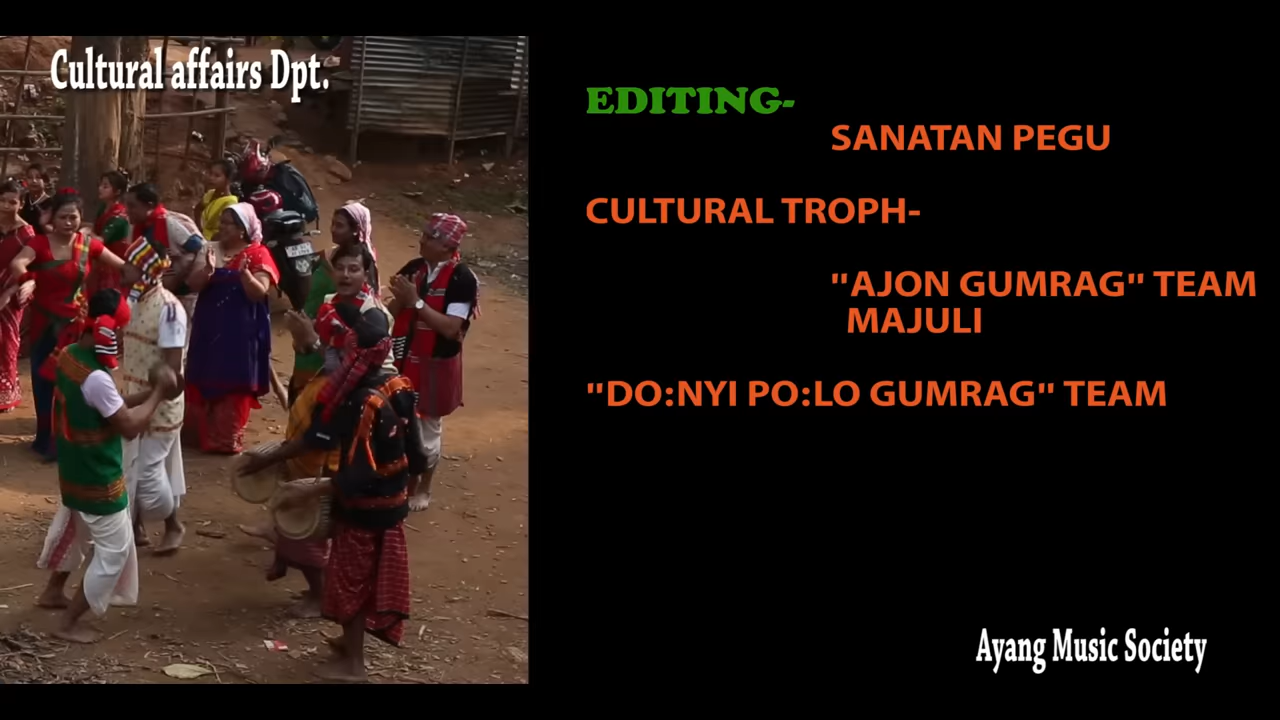 Cultural affairs Dpt.
EDITING-
SANATAN PEGU
CULTURAL TROPH-
"AJON GUMRAG" TEAM
MAJULI
"DO:NYI PO:LO GUMRAG" TEAM
Ayang Music Society